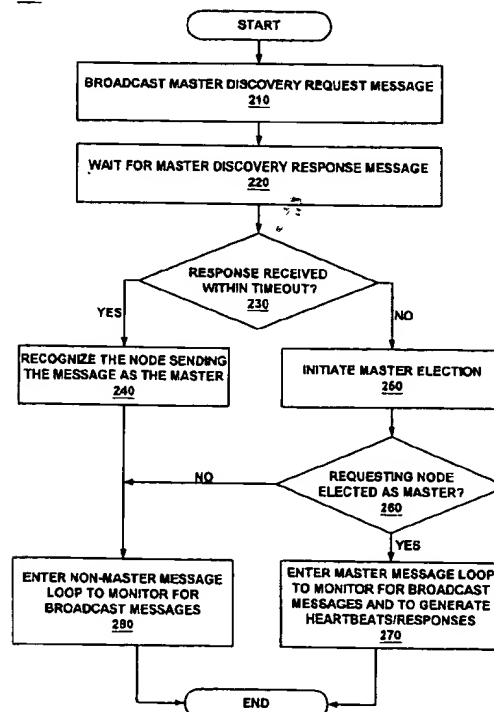 START
BROADCAST MASTER DISCOVERY REQUEST MESSAGE
210
WAIT FOR MASTER DISCOVERY RESPONSE MESSAGE
220
RESPONSE RECEIVED
WITHIN TIMEOUT?
230
YES
NO
RECOGNIZE THE NODE SENDING
THE MESSAGE AS THE MASTER
240
INITIATE MASTER ELECTION
250
REQUESTING NODE
ELECTED AS MASTER?
260
NO
YES
ENTER NON-MASTER MESSAGE
LOOP TO MONITOR FOR
BROADCAST MESSAGES
280
ENTER MASTER MESSAGE LOOP
TO MONITOR FOR BROADCAST
MESSAGES AND TO GENERATE
HEARTBEATS/RESPONSES
270
END